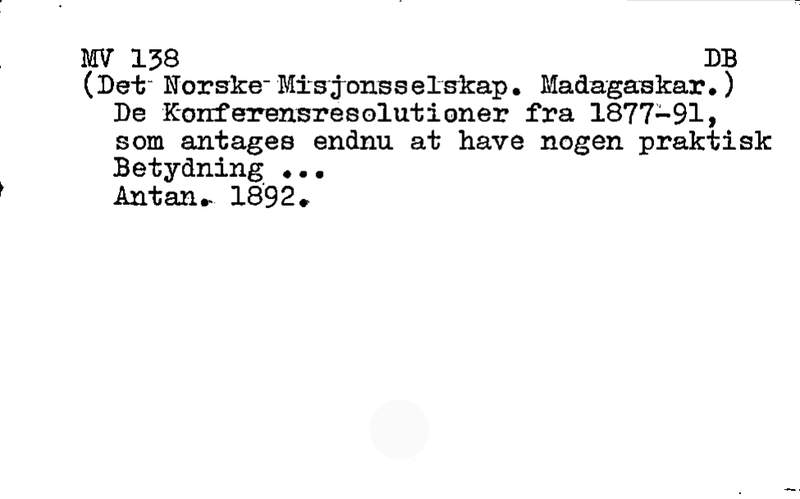 MV 138 DB
(Det Norske Misjonsselskap. Madagaskar.)
De Konferensresolutioner fra 1877-91,
som antages endnu at have nogen praktisk
Betydning ...
Antan. 1892.